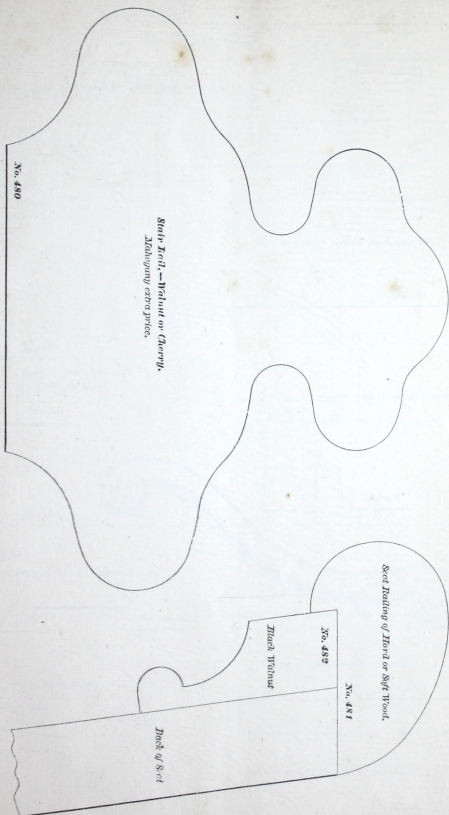 No. 480
Stair Rail,—Walnut or Cherry.
Mahogany extra price.
Seat Railing of Hard or Soft Wood.
No. 481
No. 482
Black Walnut
Back of Seat